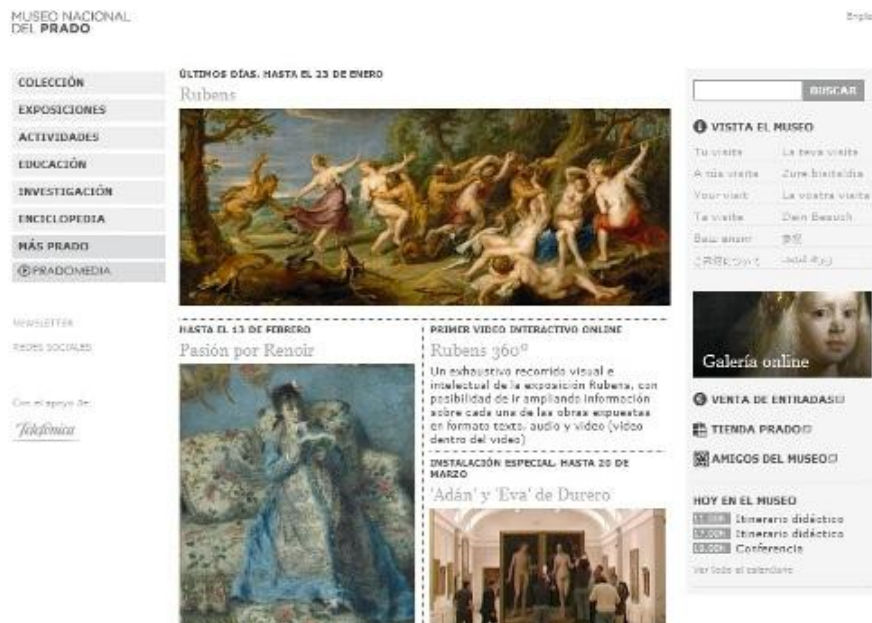 MUSEO NACIONAL
DEL PRADO
COLECCIÓN
EXPOSICIONES
ACTIVIDADES
EDUCACIÓN
INVESTIGACIÓN
ENCICLOPEDIA
MÁS PRADO
PRADOMEDIA
NEWSLETTER
REDES SOCIALES
Con el apoyo de:
Telefónica
ÚLTIMOS DÍAS. HASTA EL 23 DE ENERO
Rubens
HASTA EL 13 DE FEBRERO
Pasión por Renoir
PRIMER VIDEO INTERACTIVO ONLINE
Rubens 360º
Un exhaustivo recorrido visual e
intelectual de la exposición Rubens, con
posibilidad de ir ampliando información
sobre cada una de las obras expuestas
en formato texto, audio y video (video
dentro del video)
INSTALACIÓN ESPECIAL. HASTA 20 DE
MARZO
'Adán' y 'Eva' de Durero
BUSCAR
VISITA EL MUSEO
Tu visita La teva visita
A túa visita Zure bisitaldia
Your visit La vostra visita
Ta visite Dein Besuch
Galería online
VENTA DE ENTRADAS
TIENDA PRADO
AMIGOS DEL MUSEO
HOY EN EL MUSEO
Itinerario didáctico
17.00h Itinerario didáctico
Conferencia
Ver todo el calendario